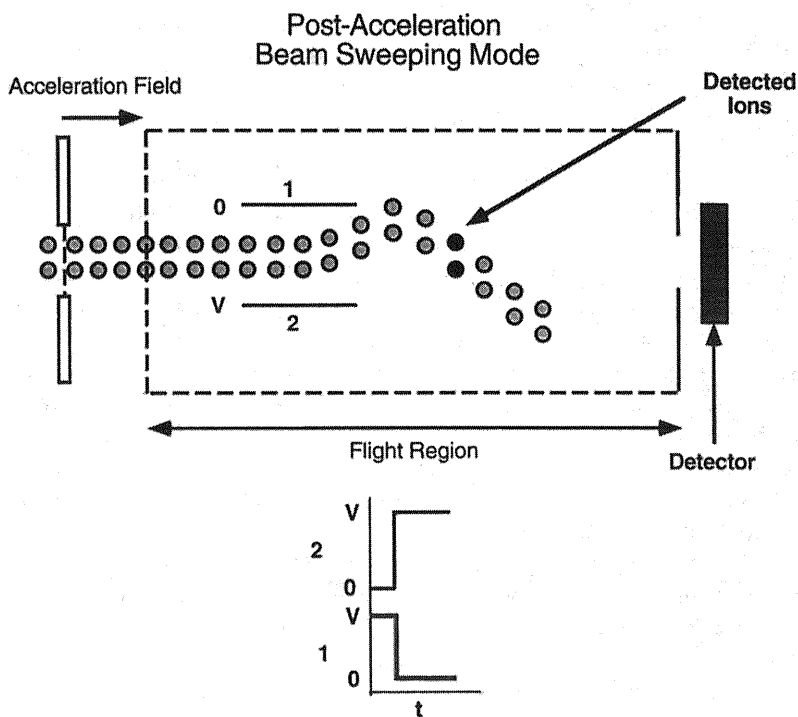 Post-Acceleration
Beam Sweeping Mode
Acceleration Field
Detected
Ions
1
0
V
2
Flight Region
Detector
V
2
0
V
1
0
t